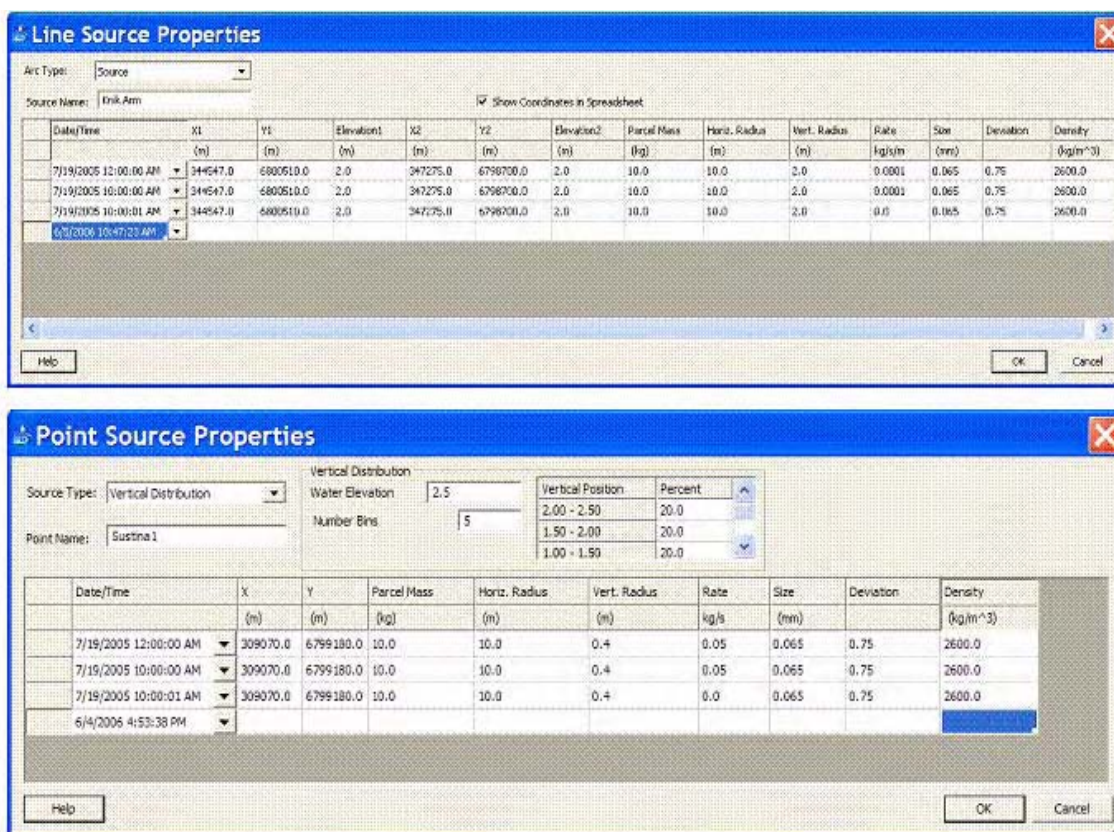 Line Source Properties
Arc Type: Source
Source Name: Knik Arm Show Coordinates in Spreadsheet
Date/Time X1 Y1 Elevation1 X2 Y2 Elevation2 Parcel Mass Horiz. Radius Vert. Radius Rate Size Deviation Density
(m) (m) (m) (m) (m) (m) (kg) (m) (m) kg/s/m (mm) (kg/m^3)
7/19/2005 12:00:00 AM 344547.0 6800510.0 2.0 347275.0 6798700.0 2.0 10.0 10.0 2.0 0.0001 0.065 0.75 2600.0
7/19/2005 10:00:00 AM 344547.0 6800510.0 2.0 347275.0 6798700.0 2.0 10.0 10.0 2.0 0.0001 0.065 0.75 2600.0
7/19/2005 10:00:01 AM 344547.0 6800510.0 2.0 347275.0 6798700.0 2.0 10.0 10.0 2.0 0.0 0.065 0.75 2600.0
6/5/2006 10:47:23 AM
Help OK Cancel
Point Source Properties
Vertical Distribution
Source Type: Vertical Distribution Water Elevation 2.5 Vertical Position Percent
2.00 - 2.50 20.0
Number Bins 5 1.50 - 2.00 20.0
Point Name: Sustina1 1.00 - 1.50 20.0
Date/Time X Y Parcel Mass Horiz. Radius Vert. Radius Rate Size Deviation Density
(m) (m) (kg) (m) (m) kg/s (mm) (kg/m^3)
7/19/2005 12:00:00 AM 309070.0 6799180.0 10.0 10.0 0.4 0.05 0.065 0.75 2600.0
7/19/2005 10:00:00 AM 309070.0 6799180.0 10.0 10.0 0.4 0.05 0.065 0.75 2600.0
7/19/2005 10:00:01 AM 309070.0 6799180.0 10.0 10.0 0.4 0.0 0.065 0.75 2600.0
6/4/2006 4:53:38 PM
Help OK Cancel